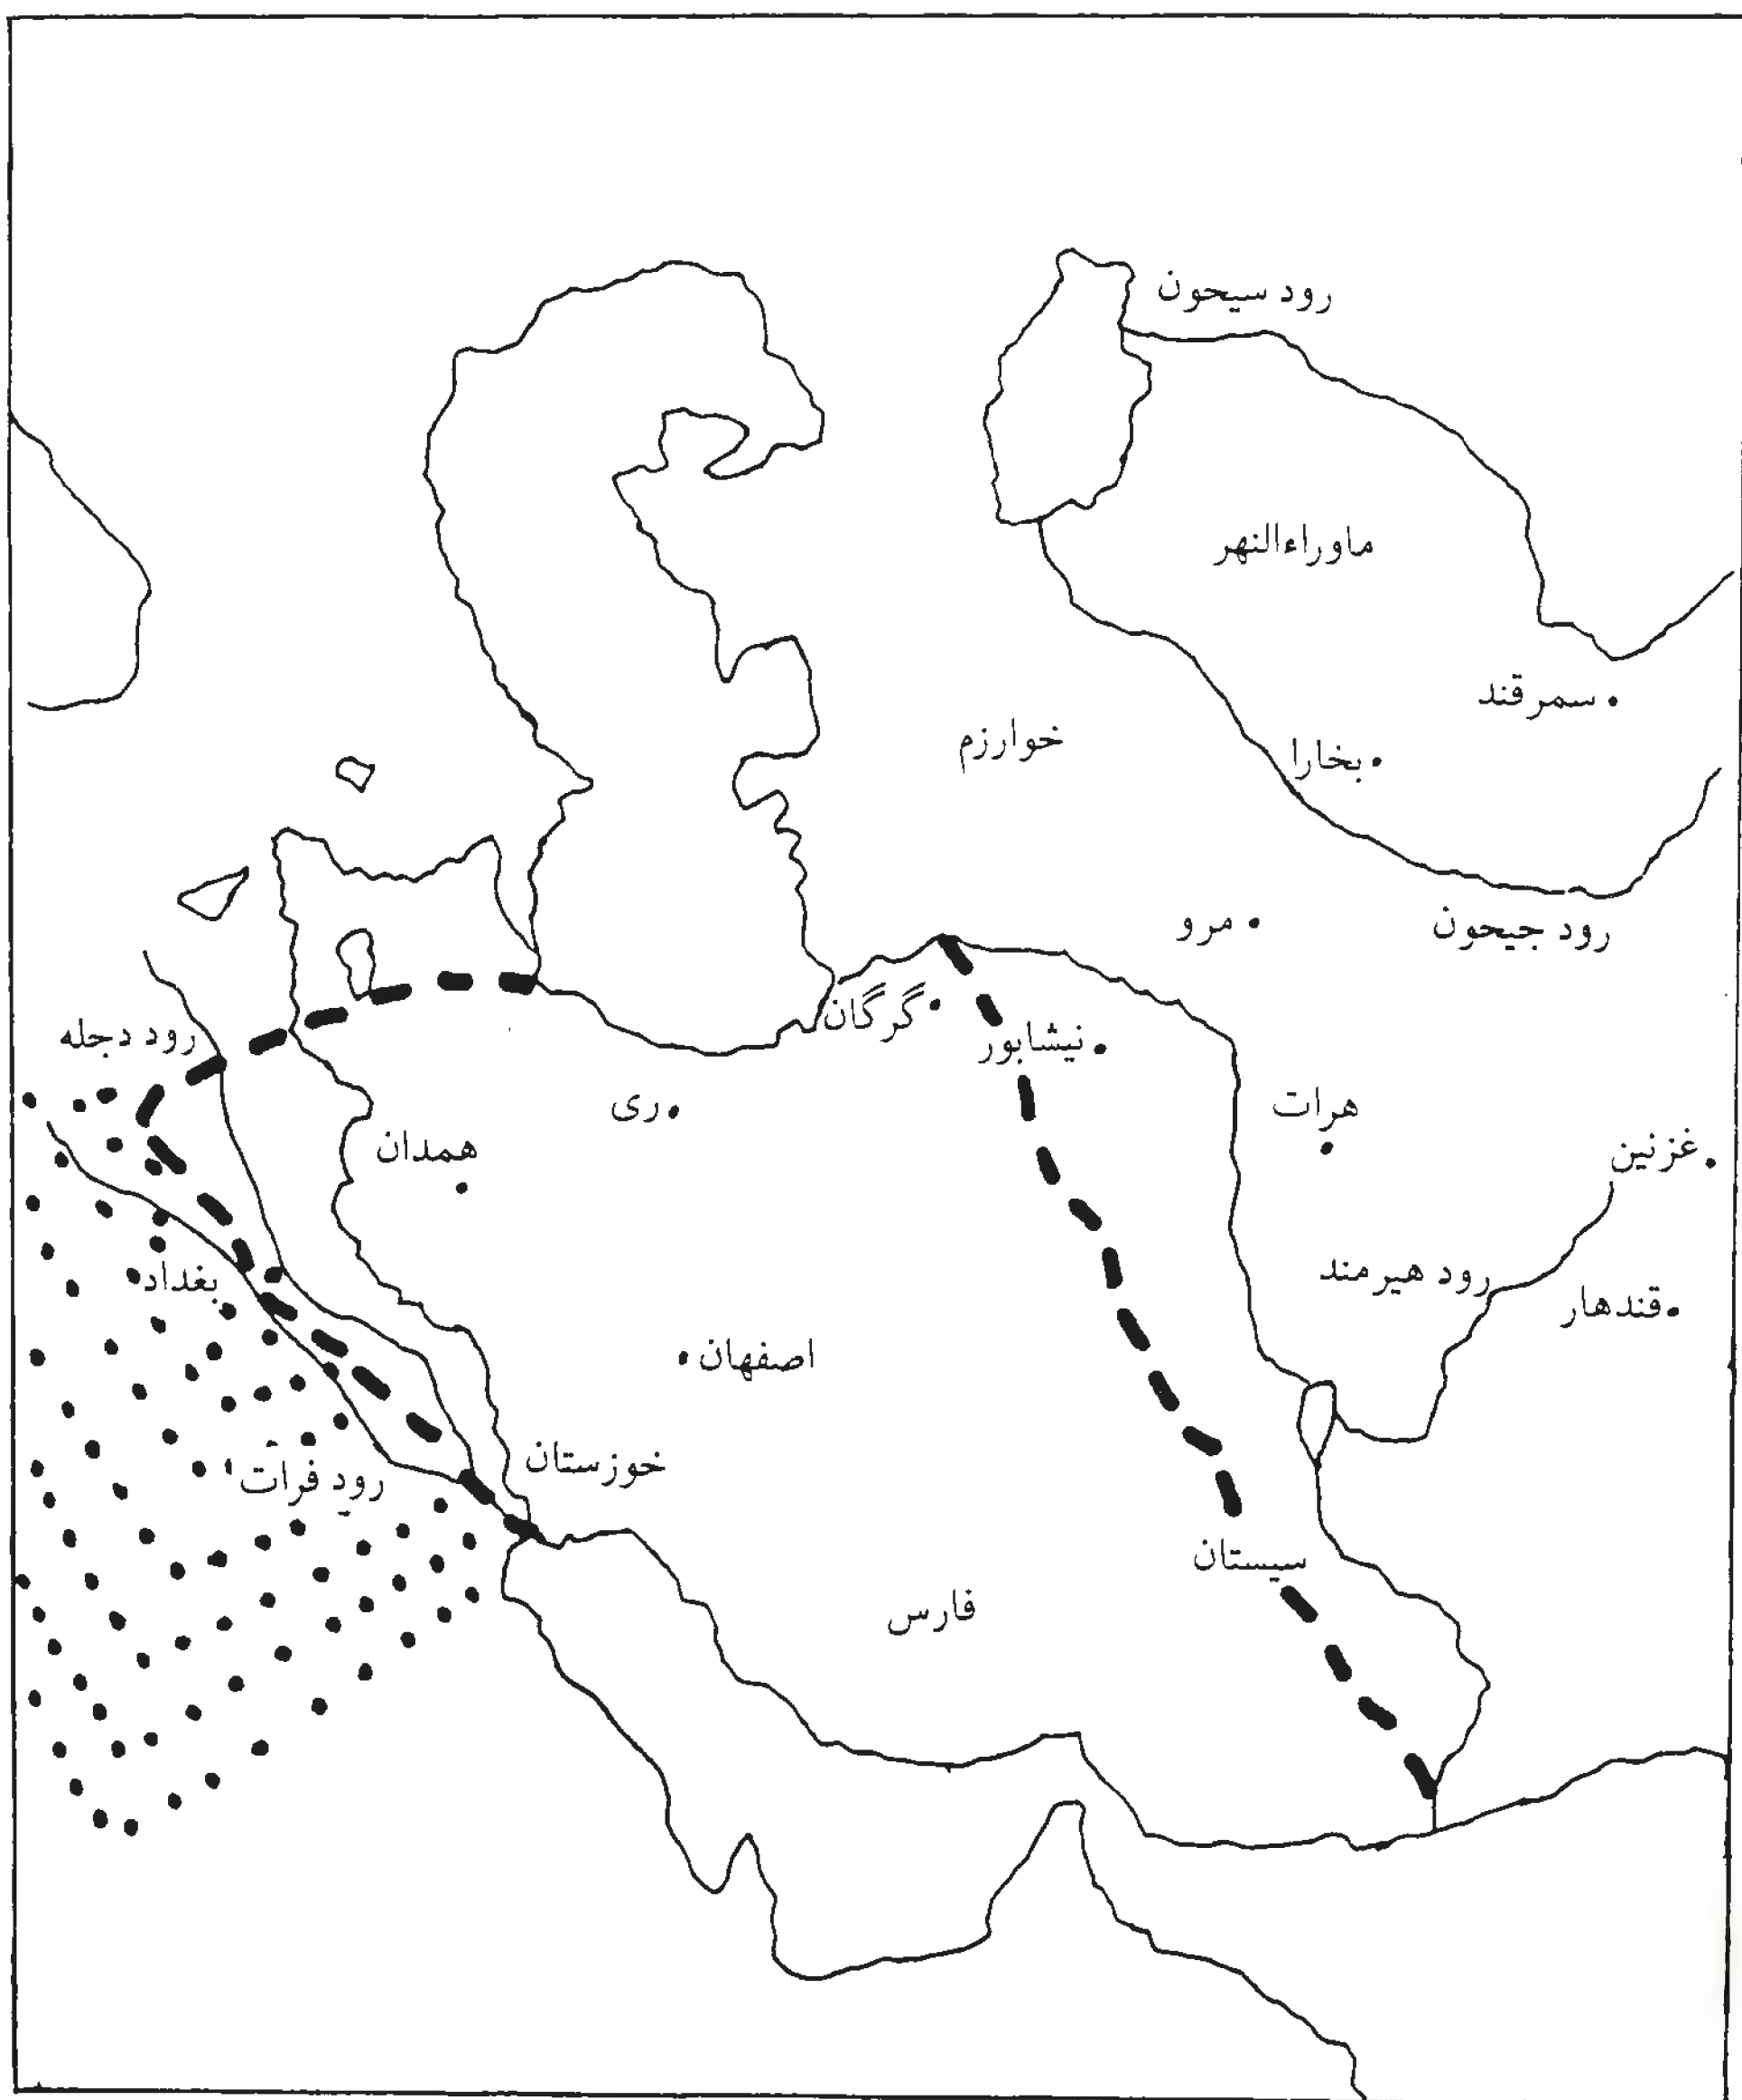 رود سیحون
ماوراءالنهر
سمرقند
بخارا
خوارزم
مرو
رود جیحون
گرگان
نیشابور
رود دجله
ری
هرات
همدان
غزنین
بغداد
رود هیرمند
قندهار
اصفهان
خوزستان
رود فرات
سیستان
فارس